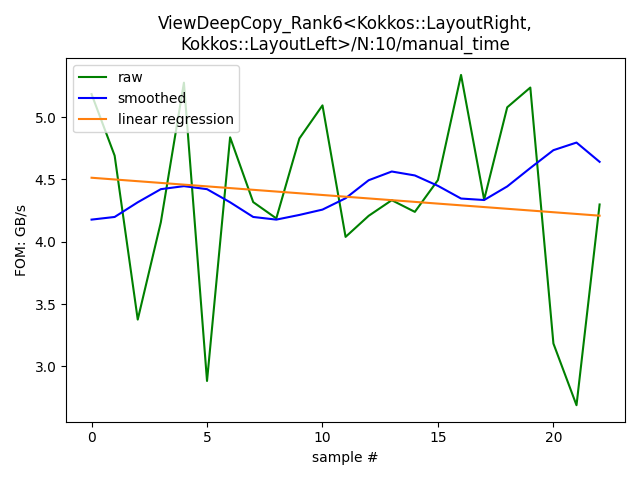 ViewDeepCopy_Rank6<Kokkos::LayoutRight,
Kokkos::LayoutLeft>/N:10/manual_time
raw
smoothed
linear regression
FOM: GB/s
5.0
4.5
4.0
3.5
3.0
0
5
10
15
20
sample #